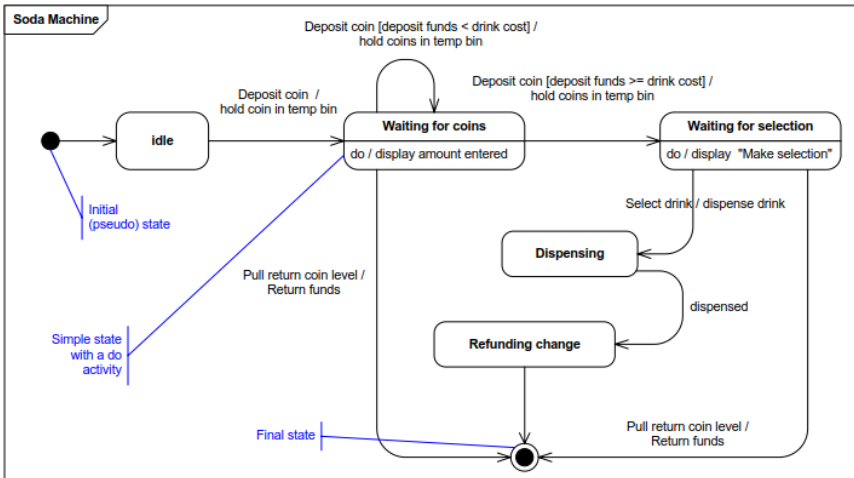 Soda Machine
Deposit coin [deposit funds < drink cost] /
hold coins in temp bin
Deposit coin /
hold coin in temp bin
Deposit coin [deposit funds >= drink cost] /
hold coins in temp bin
idle
Waiting for coins
do / display amount entered
Waiting for selection
do / display "Make selection"
Initial
(pseudo) state
Select drink / dispense drink
Dispensing
Pull return coin level /
Return funds
dispensed
Simple state
with a do
activity
Refunding change
Final state
Pull return coin level /
Return funds